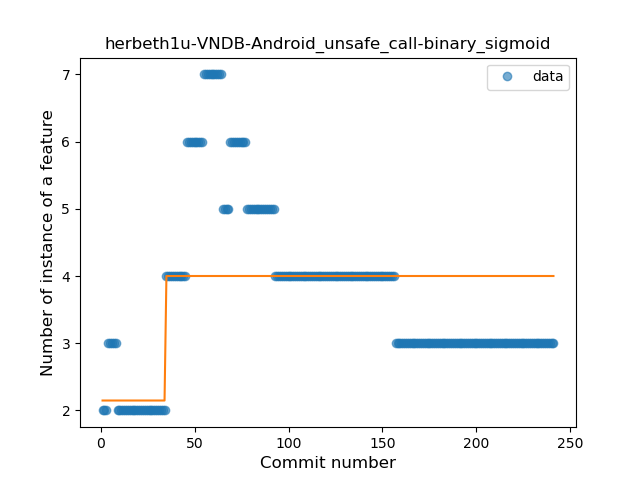 herbeth1u-VNDB-Android_unsafe_call-binary_sigmoid
data
Number of instance of a feature
7
6
5
4
3
2
0 50 100 150 200 250
Commit number